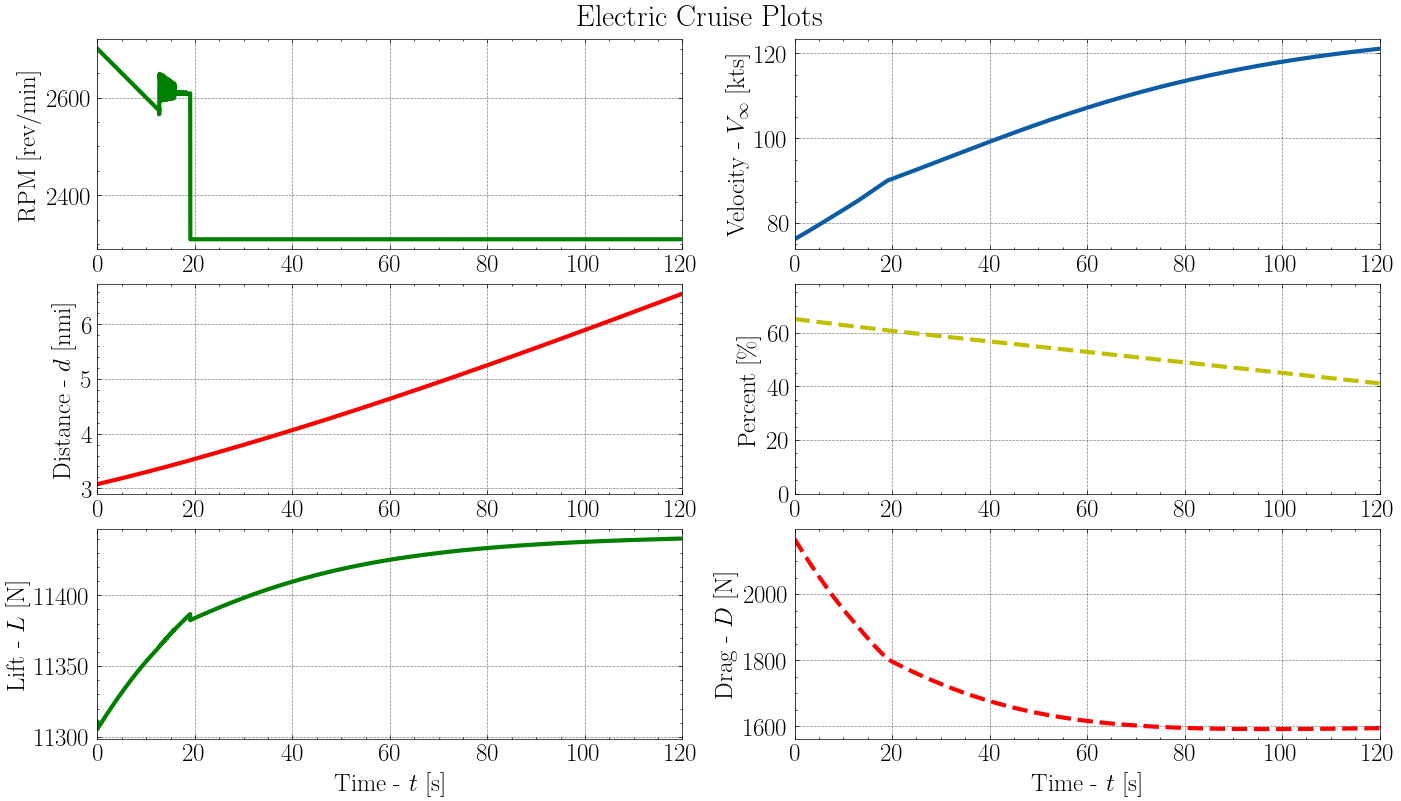 Electric Cruise Plots
RPM [rev/min]
2600
2400
0 20 40 60 80 100 120
Velocity - V∞ [kts]
120
100
80
0 20 40 60 80 100 120
Distance - d [nmi]
6
5
4
3
0 20 40 60 80 100 120
Percent [%]
60
40
20
0
0 20 40 60 80 100 120
Lift - L [N]
11400
11350
11300
0 20 40 60 80 100 120
Time - t [s]
Drag - D [N]
2000
1800
1600
0 20 40 60 80 100 120
Time - t [s]